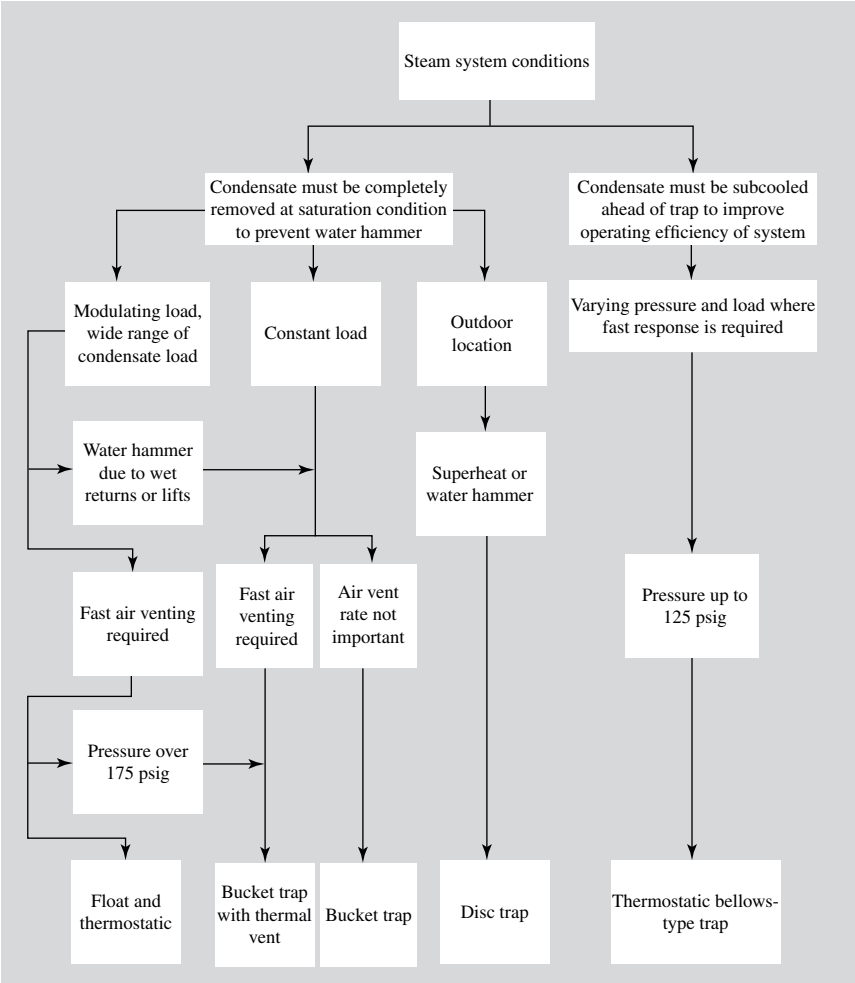 Steam system conditions
Condensate must be completely
removed at saturation condition
to prevent water hammer
Condensate must be subcooled
ahead of trap to improve
operating efficiency of system
Modulating load,
wide range of
condensate load
Constant load
Outdoor
location
Varying pressure and load where
fast response is required
Water hammer
due to wet
returns or lifts
Superheat or
water hammer
Fast air venting
required
Fast air
venting
required
Air vent
rate not
important
Pressure up to
125 psig
Pressure over
175 psig
Float and
thermostatic
Bucket trap
with thermal
vent
Bucket trap
Disc trap
Thermostatic bellows-
type trap